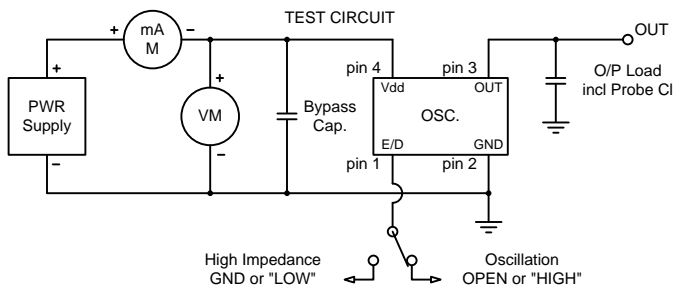 TEST CIRCUIT
mA
M
+
-
OUT
pin 4
pin 3
+
+
Vdd
OUT
O/P Load
incl Probe Cl
PWR
Supply
VM
Bypass
Cap.
OSC.
-
-
E/D
GND
pin 1
pin 2
High Impedance
GND or "LOW"
Oscillation
OPEN or "HIGH"